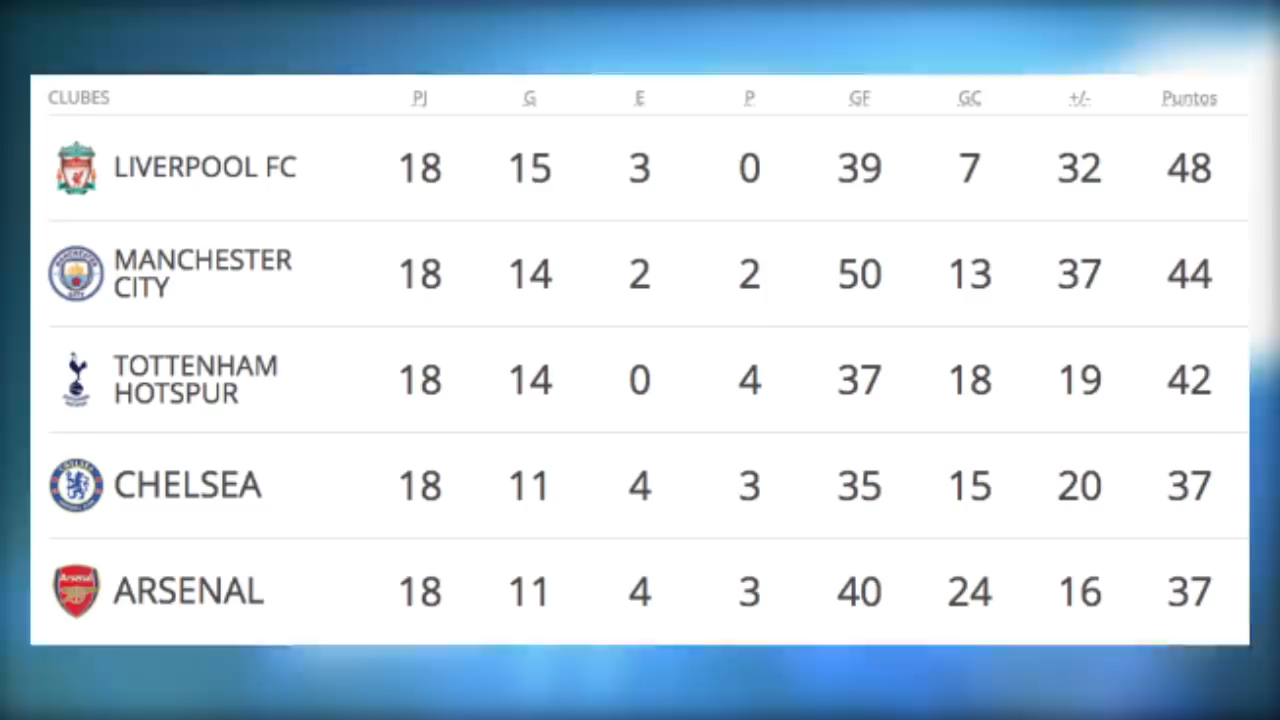 CLUBES PJ G E P GF GC +/- Puntos
LIVERPOOL FC 18 15 3 0 39 7 32 48
MANCHESTER
CITY 18 14 2 2 50 13 37 44
TOTTENHAM
HOTSPUR 18 14 0 4 37 18 19 42
CHELSEA 18 11 4 3 35 15 20 37
Arsenal
ARSENAL 18 11 4 3 40 24 16 37